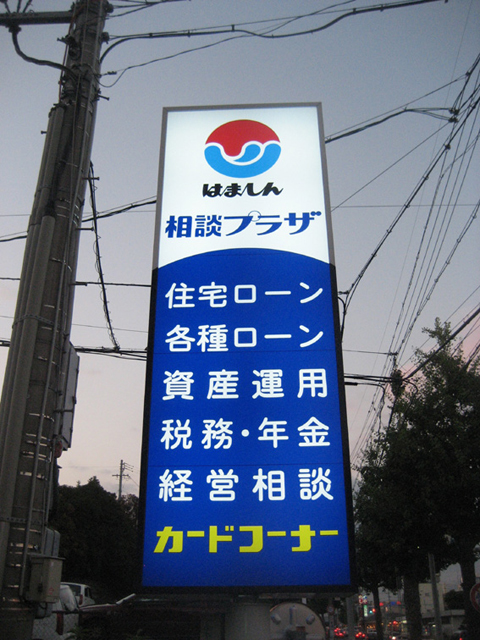 はましん
相談プラザ
住宅ローン
各種ローン
資産運用
税務・年金
経営相談
カードコーナー